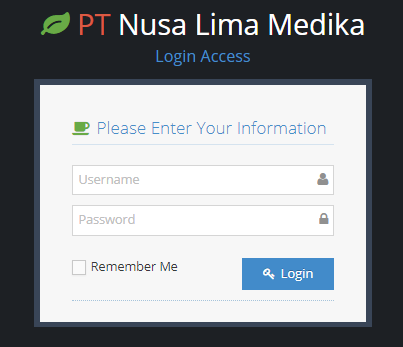 PT Nusa Lima Medika
Login Access
Please Enter Your Information
Username
Password
Remember Me
Login